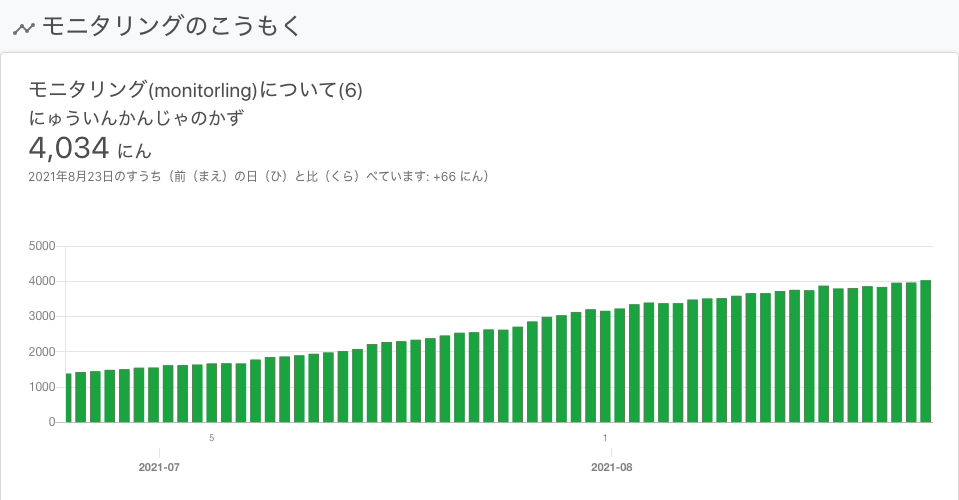 モニタリングのこうもく
モニタリング(monitorling)について(6)
にゅういんかんじゃのかず
4,034 にん
2021年8月23日のすうち（前（まえ）の日（ひ）と比（くら）べています: +66 にん）
5000
4000
3000
2000
1000
0
5 1
2021-07 2021-08